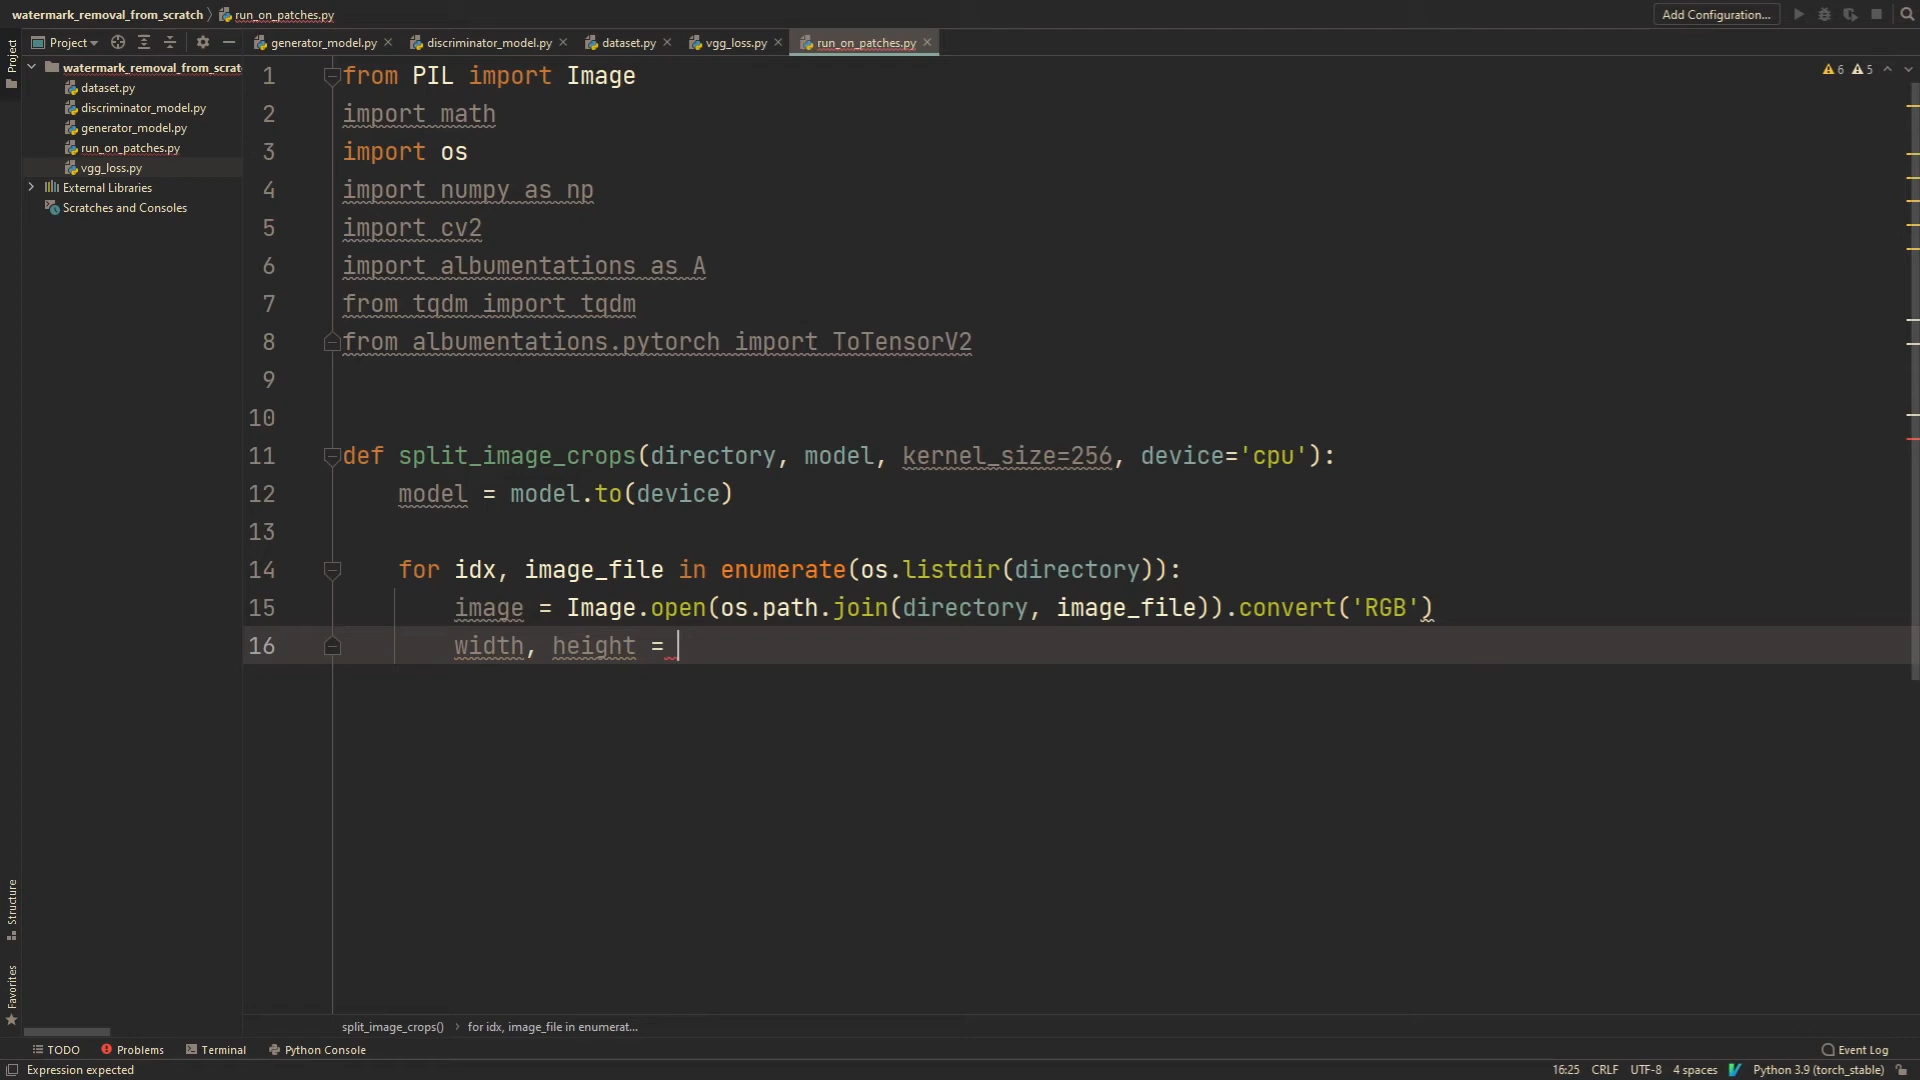 watermark_removal_from_scratch
run_on_patches.py
Add Configuration...
Project
Project
generator_model.py
discriminator_model.py
dataset.py
vgg_loss.py
run_on_patches.py
watermark_removal_from_scrat
dataset.py
discriminator_model.py
generator_model.py
run_on_patches.py
vgg_loss.py
External Libraries
Scratches and Consoles
6
5
1 from PIL import Image
2 import math
3 import os
4 import numpy as np
5 import cv2
6 import albumentations as A
7 from tqdm import tqdm
8 from albumentations.pytorch import ToTensorV2
9
10
11 def split_image_crops(directory, model, kernel_size=256, device='cpu'):
12 model = model.to(device)
13
14 for idx, image_file in enumerate(os.listdir(directory)):
15 image = Image.open(os.path.join(directory, image_file)).convert('RGB')
16 width, height =
Structure
Favorites
split_image_crops()
for idx, image_file in enumerat...
TODO
Problems
Terminal
Python Console
Event Log
Expression expected
16:25
CRLF
UTF-8
4 spaces
Python 3.9 (torch_stable)